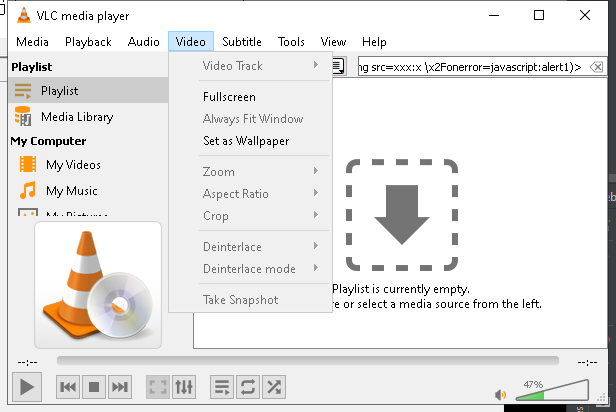 VLC media player
Media Playback Audio Video Subtitle Tools View Help
Playlist
Playlist
Media Library
My Computer
My Videos
My Music
Video Track
Fullscreen
Always Fit Window
Set as Wallpaper
Zoom
Aspect Ratio
Crop
Deinterlace
Deinterlace mode
Take Snapshot
ng src=xxx:x \x2Fonerror=javascript:alert1)>
Playlist is currently empty.
re or select a media source from the left.
--:-- --:--
47%